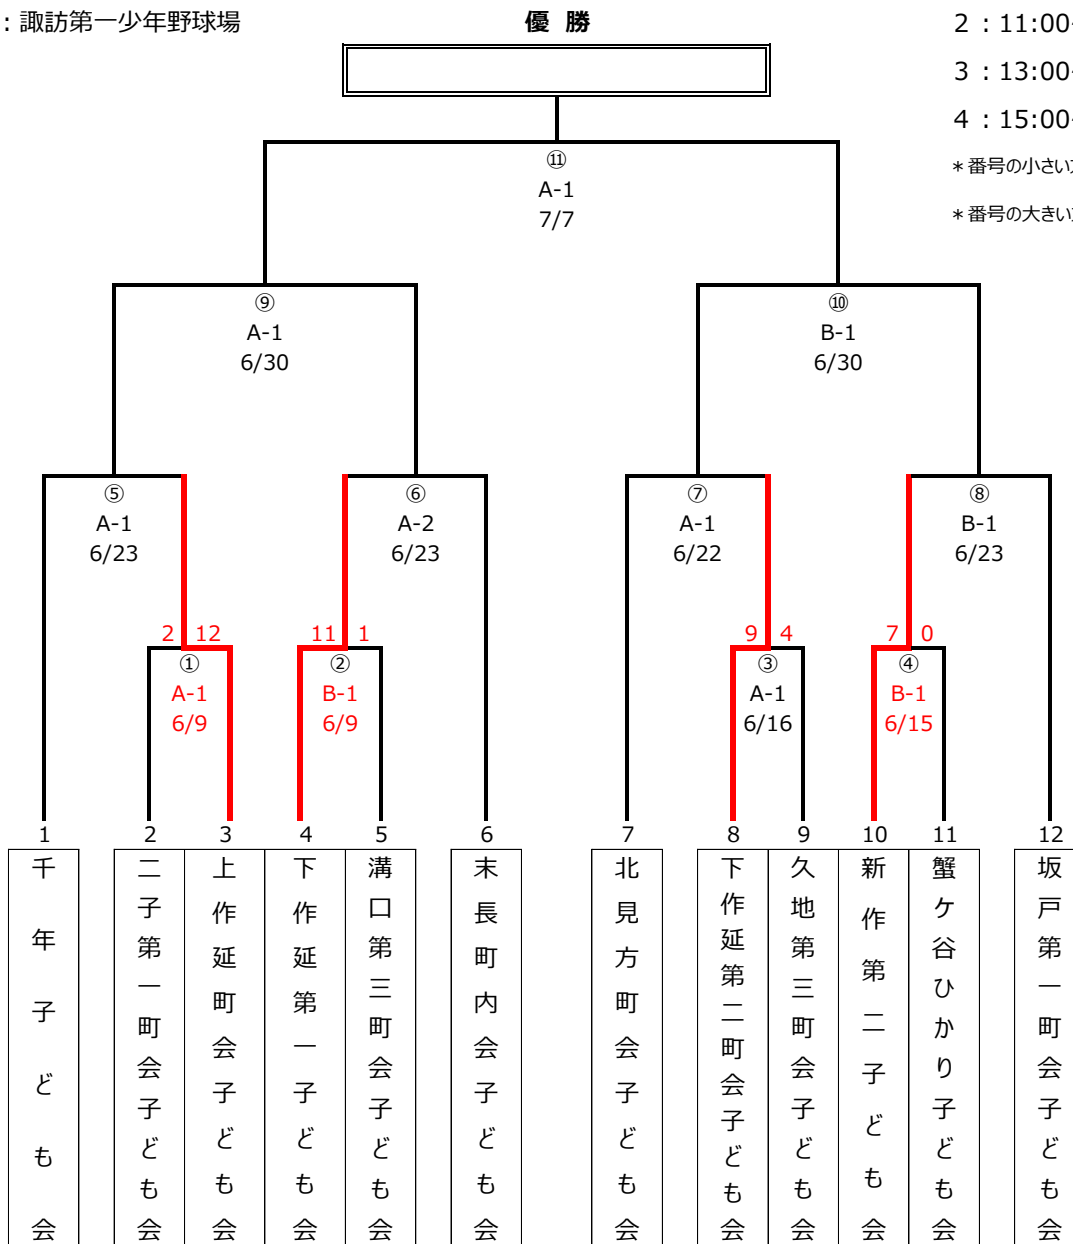 ：諏訪第一少年野球場
優 勝
2：11:00-
3：13:00-
4：15:00-
＊番号の小さい
＊番号の大きい
⑪
A-1
7/7
⑨
A-1
6/30
⑩
B-1
6/30
⑤
A-1
6/23
⑥
A-2
6/23
⑦
A-1
6/22
⑧
B-1
6/23
2 12
①
A-1
6/9
11 1
②
B-1
6/9
9 4
③
A-1
6/16
7 0
④
B-1
6/15
1
千年子ども会
2
二子第一町会子ども会
3
上作延町会子ども会
4
下作延第一子ども会
5
溝口第三町会子ども会
6
末長町内会子ども会
7
北見方町会子ども会
8
下作延第二町会子ども会
9
久地第三町会子ども会
10
新作第二子ども会
11
蟹ケ谷ひかり子ども会
12
坂戸第一町会子ども会